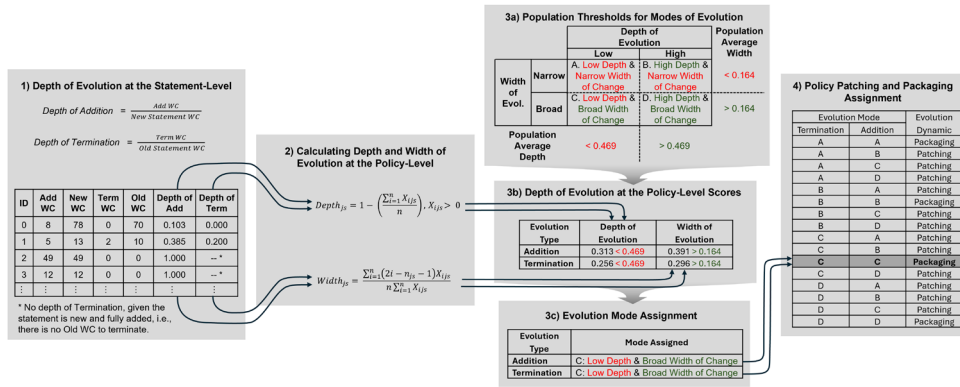 1) Depth of Evolution at the Statement-Level
Depth of Addition = Add WC / New Statement WC
Depth of Termination = Term WC / Old Statement WC
ID Add WC New WC Term WC Old WC Depth of Add Depth of Term
0 8 78 0 70 0.103 0.000
1 5 13 2 10 0.385 0.200
2 49 49 0 0 1.000 -- *
3 12 12 0 0 1.000 -- *
⋮ ⋮ ⋮ ⋮ ⋮ ⋮ ⋮
* No depth of Termination, given the
statement is new and fully added, i.e.,
there is no Old WC to terminate.
2) Calculating Depth and Width of
Evolution at the Policy-Level
Depth_js = 1 − (∑_{i=1}^{n} X_ijs / n), X_ijs > 0
Width_js = ∑_{i=1}^{n}(2i − n_js − 1)X_ijs / n ∑_{i=1}^{n} X_ijs
3a) Population Thresholds for Modes of Evolution
Depth of
Evolution
Population
Average
Width
Low High
Width
of
Evol.
Narrow
A. Low Depth &
Narrow Width
of Change
B. High Depth &
Narrow Width
of Change
< 0.164
Broad
C. Low Depth &
Broad Width
of Change
D. High Depth &
Broad Width
of Change
> 0.164
Population
Average
Depth
< 0.469 > 0.469
3b) Depth of Evolution at the Policy-Level Scores
Evolution Type Depth of Evolution Width of Evolution
Addition 0.313 < 0.469 0.391 > 0.164
Termination 0.256 < 0.469 0.296 > 0.164
3c) Evolution Mode Assignment
Evolution Type Mode Assigned
Addition C: Low Depth & Broad Width of Change
Termination C: Low Depth & Broad Width of Change
4) Policy Patching and Packaging
Assignment
Evolution Mode Evolution
Termination Addition Dynamic
A A Packaging
A B Patching
A C Patching
A D Patching
B A Patching
B B Packaging
B C Patching
B D Patching
C A Patching
C B Patching
C C Packaging
C D Patching
D A Patching
D B Patching
D C Patching
D D Packaging